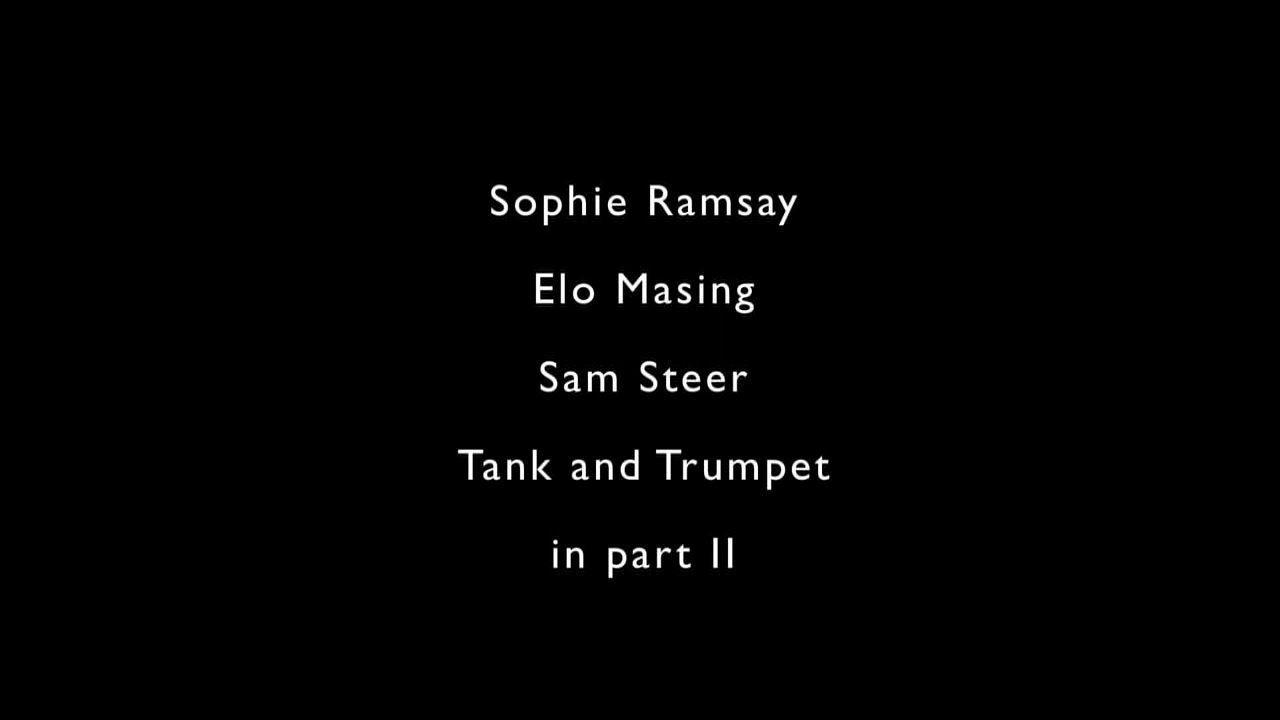 Sophie Ramsay
Elo Masing
Sam Steer
Tank and Trumpet
in part II